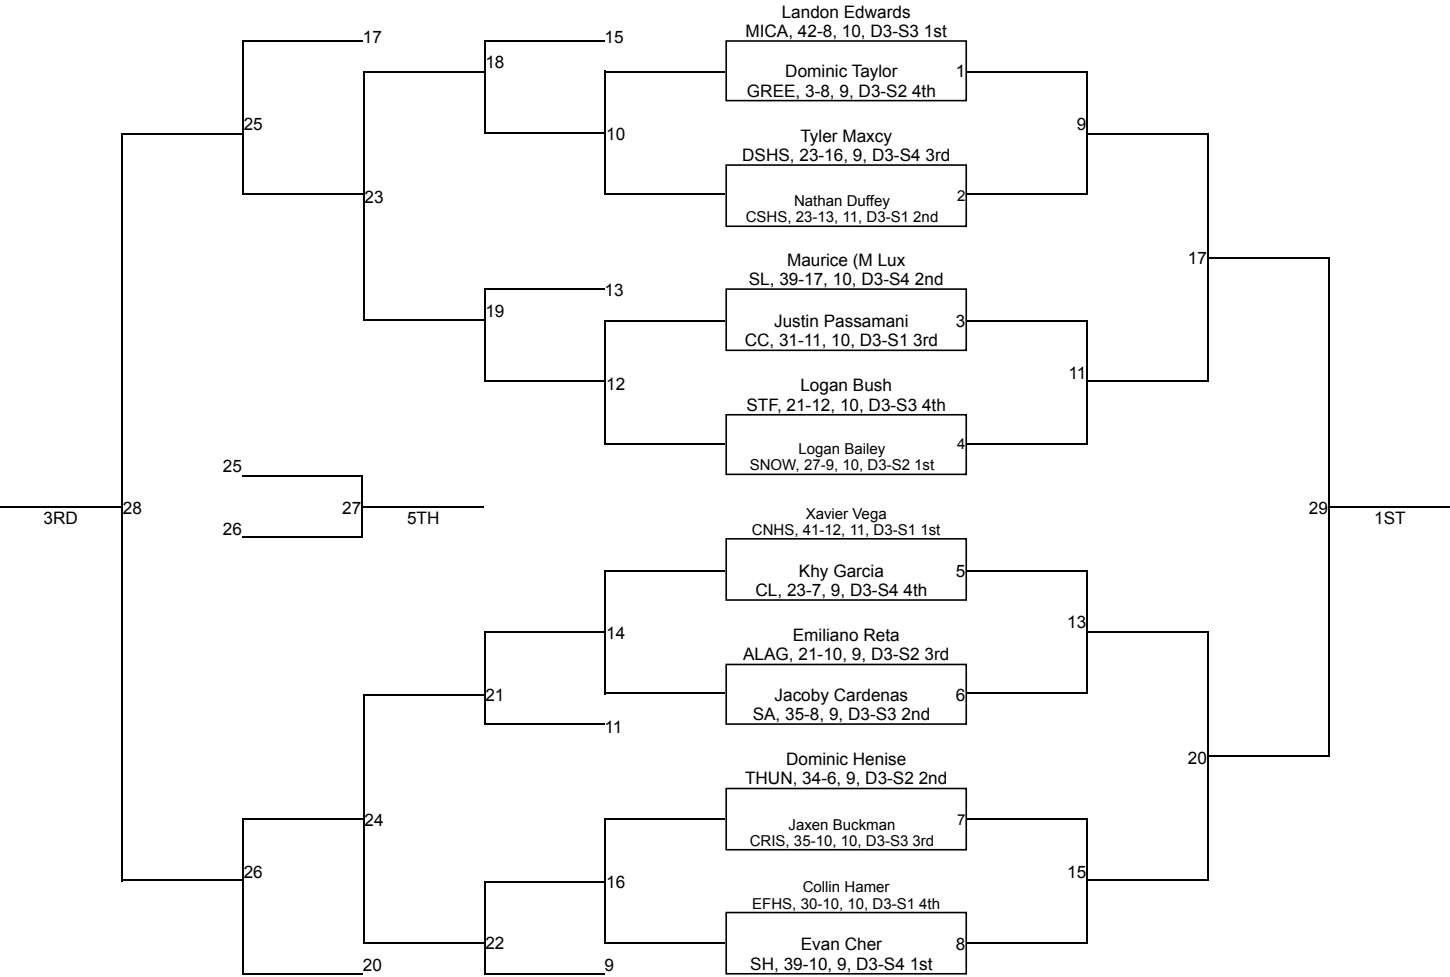 Landon Edwards
MICA, 42-8, 10, D3-S3 1st
17
15
18
Dominic Taylor
1
GREE, 3-8, 9, D3-S2 4th
25
9
10
Tyler Maxcy
DSHS, 23-16, 9, D3-S4 3rd
23
Nathan Duffey
2
CSHS, 23-13, 11, D3-S1 2nd
Maurice (M Lux
17
SL, 39-17, 10, D3-S4 2nd
13
19
Justin Passamani
3
CC, 31-11, 10, D3-S1 3rd
11
12
Logan Bush
STF, 21-12, 10, D3-S3 4th
Logan Bailey
4
SNOW, 27-9, 10, D3-S2 1st
25
28
27
29
3RD
5TH
1ST
26
Xavier Vega
CNHS, 41-12, 11, D3-S1 1st
Khy Garcia
5
CL, 23-7, 9, D3-S4 4th
13
14
Emiliano Reta
ALAG, 21-10, 9, D3-S2 3rd
21
Jacoby Cardenas
6
SA, 35-8, 9, D3-S3 2nd
11
Dominic Henise
20
THUN, 34-6, 9, D3-S2 2nd
24
Jaxen Buckman
7
CRIS, 35-10, 10, D3-S3 3rd
26
15
16
Collin Hamer
EFHS, 30-10, 10, D3-S1 4th
22
Evan Cher
8
SH, 39-10, 9, D3-S4 1st
20
9